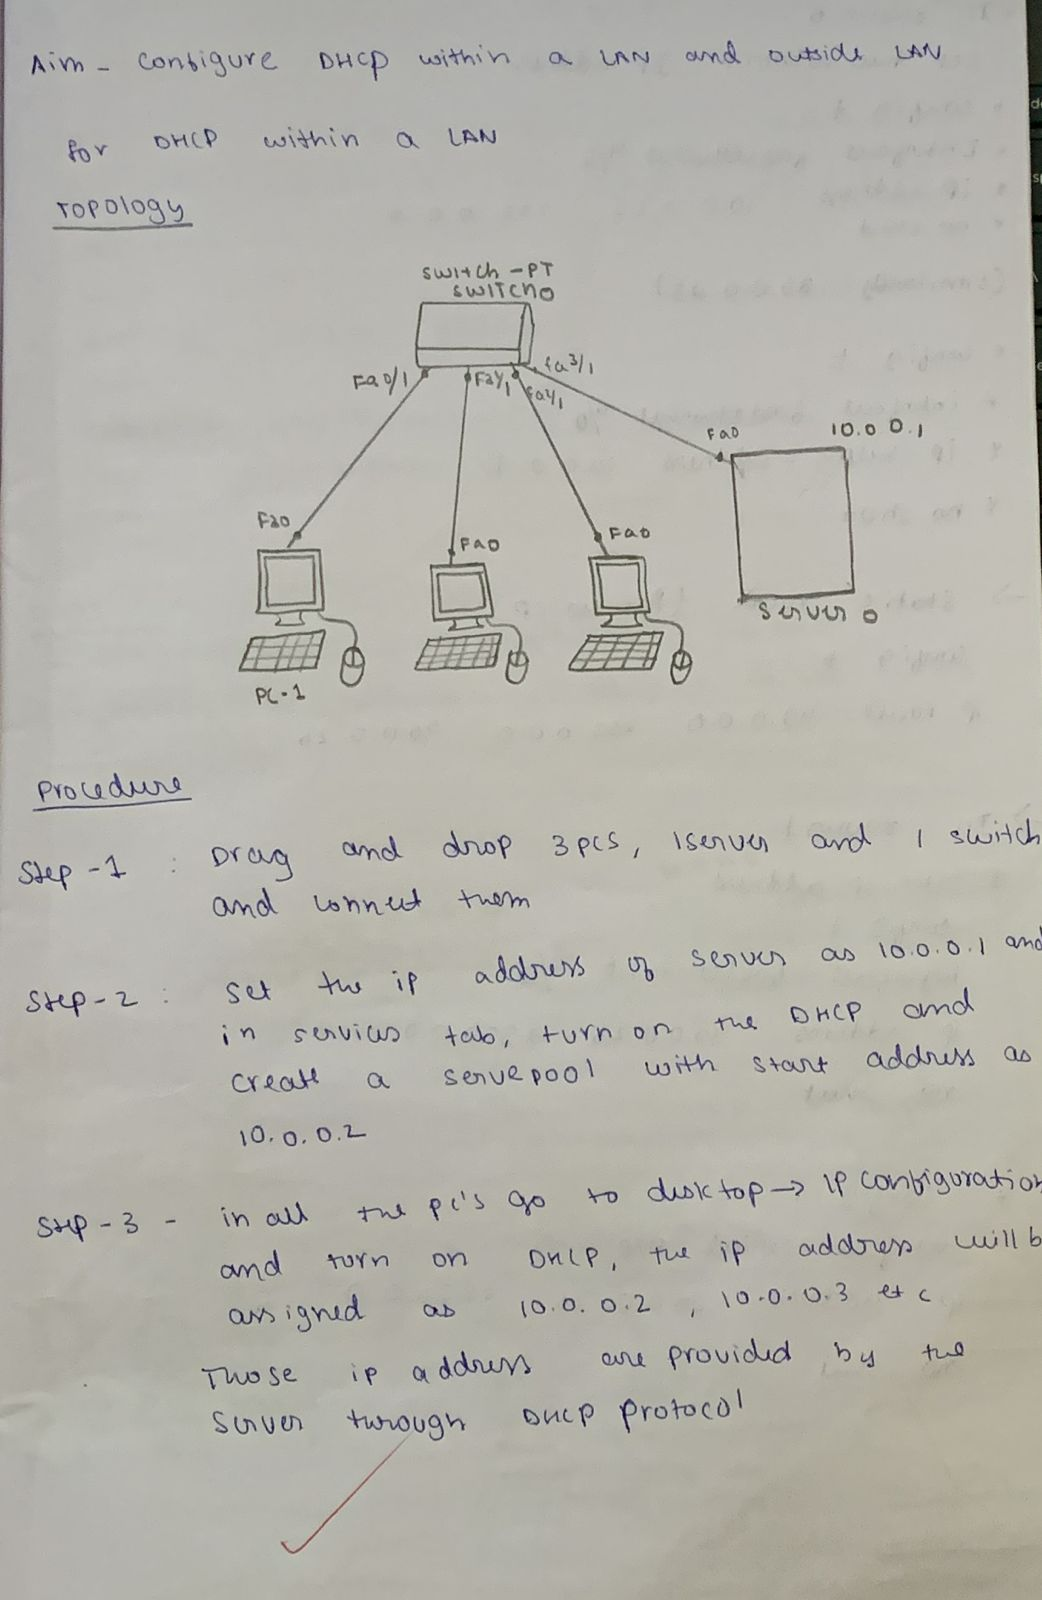 Aim - configure DHCP within a LAN and outside LAN
for DHCP within a LAN
Topology
switch-PT
switch0
Fa0/1
Fa1/1
fa2/1
fa3/1
Fa0
10.0 0.1
Fa0
Fa0
Fa0
Server 0
PC-1
Procedure
Step -1 : Drag and drop 3 pcs, 1 server and 1 switch
and connect them
Step-2 : set the ip address of server as 10.0.0.1 and
in services tab, turn on the DHCP and
create a servepool with start address as
10.0.0.2
Step-3 - in all the pc's go to desktop → IP configuration
and turn on DHCP, the ip address will b
assigned as 10.0.0.2 , 10.0.0.3 etc
Those ip address are provided by the
Server through DHCP protocol